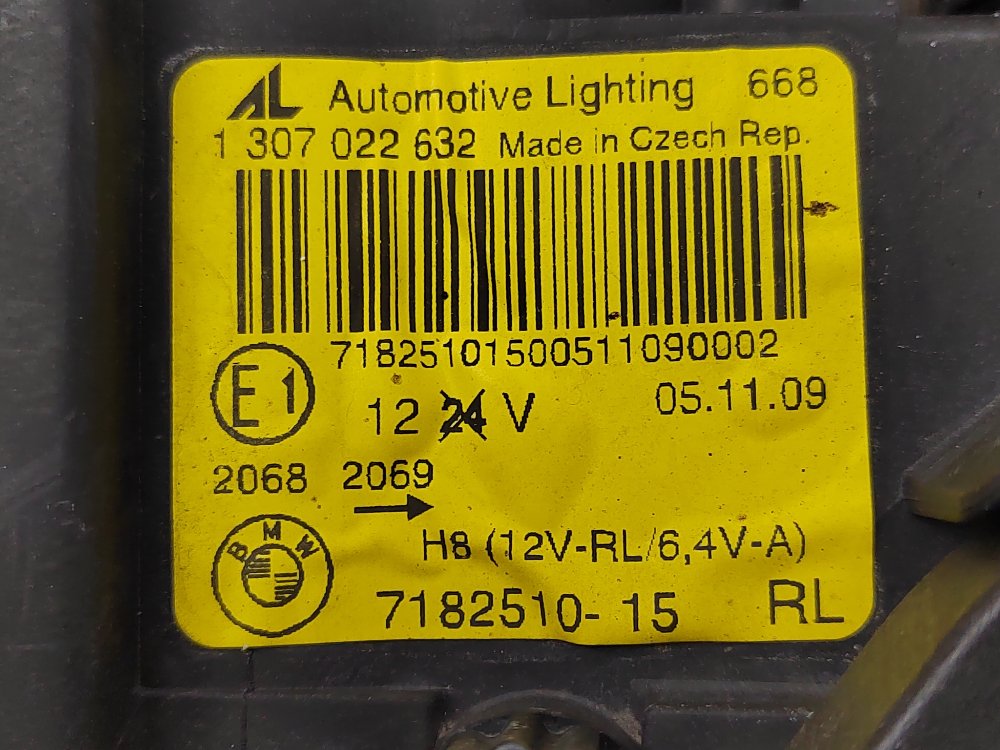 AL Automotive Lighting 668
1 307 022 632 Made in Czech Rep.
71825101500511090002
E1 12 24 V 05.11.09
2068 2069
H8 (12V-RL/6,4V-A)
BMW 7182510-15 RL